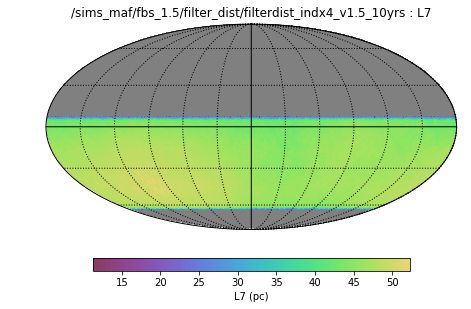 /sims_maf/fbs_1.5/filter_dist/filterdist_indx4_v1.5_10yrs : L7
15 20 25 30 35 40 45 50
L7 (pc)